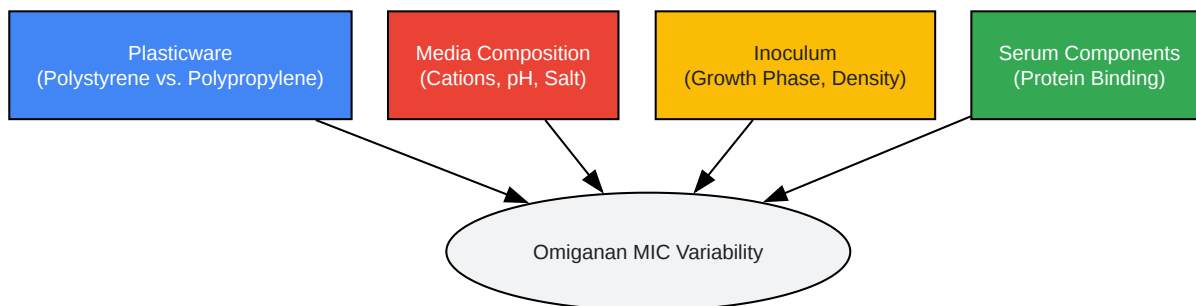 Plasticware
(Polystyrene vs. Polypropylene)
Media Composition
(Cations, pH, Salt)
Inoculum
(Growth Phase, Density)
Serum Components
(Protein Binding)
Omiganan MIC Variability